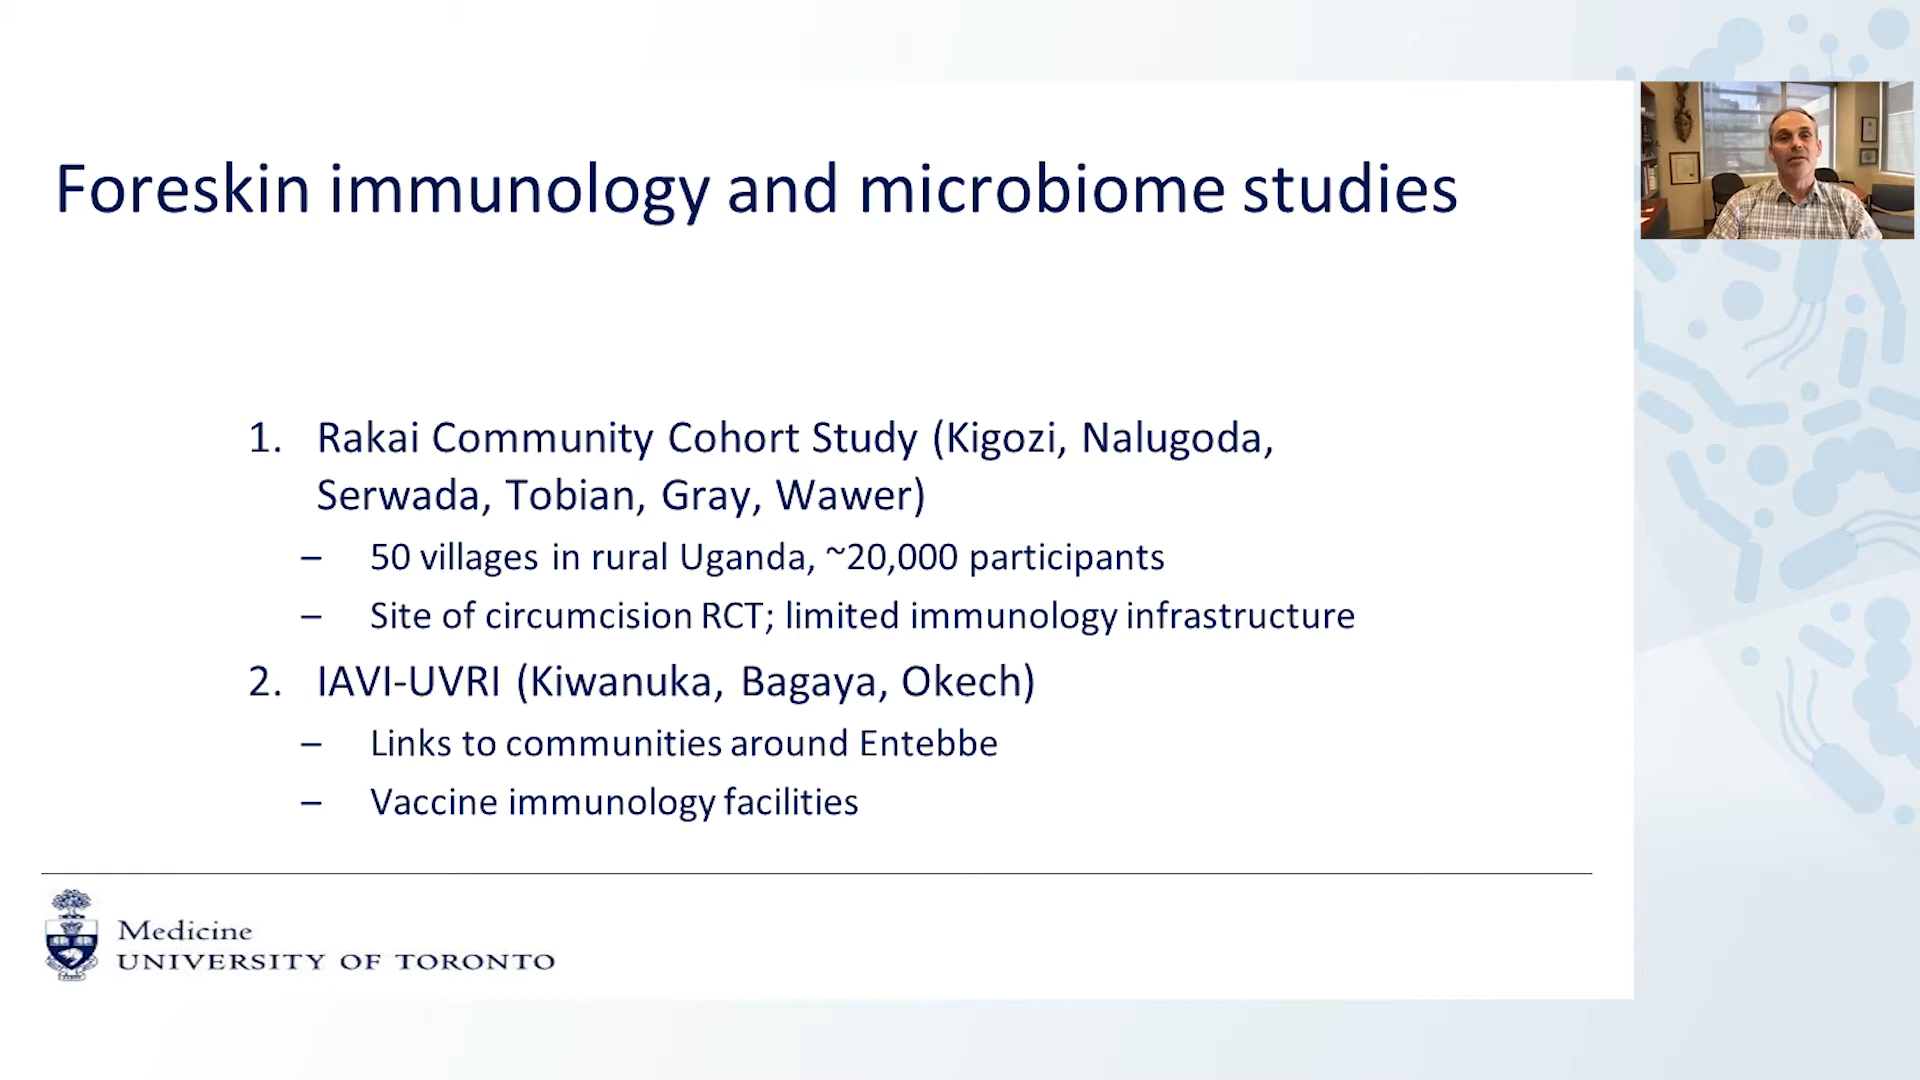 Foreskin immunology and microbiome studies
1. Rakai Community Cohort Study (Kigozi, Nalugoda,
Serwada, Tobian, Gray, Wawer)
– 50 villages in rural Uganda, ~20,000 participants
– Site of circumcision RCT; limited immunology infrastructure
2. IAVI-UVRI (Kiwanuka, Bagaya, Okech)
– Links to communities around Entebbe
– Vaccine immunology facilities
Medicine
UNIVERSITY OF TORONTO